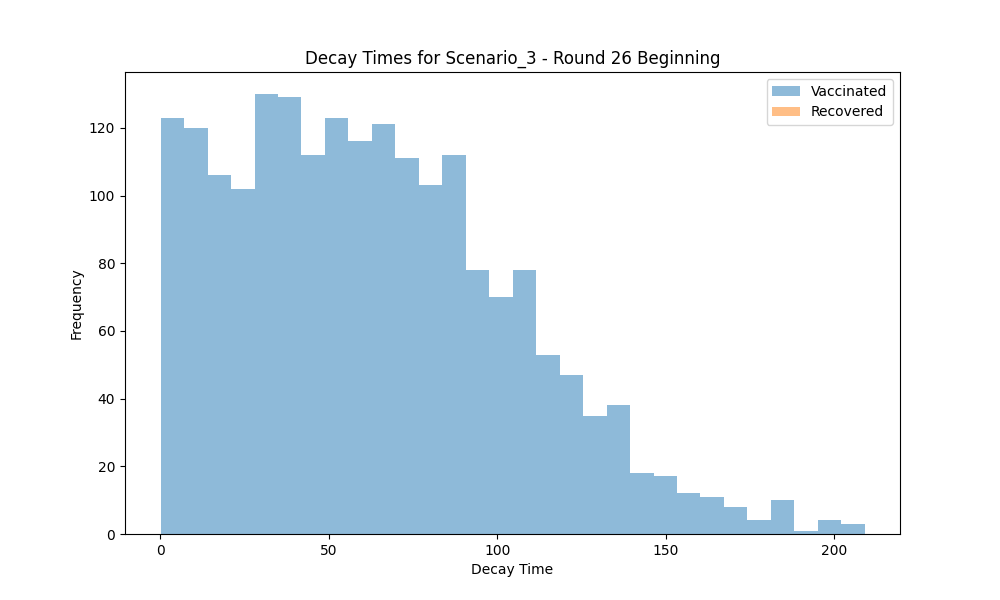 Decay Times for Scenario_3 - Round 26 Beginning
Vaccinated
Recovered
Frequency
120
100
80
60
40
20
0
0 50 100 150 200
Decay Time